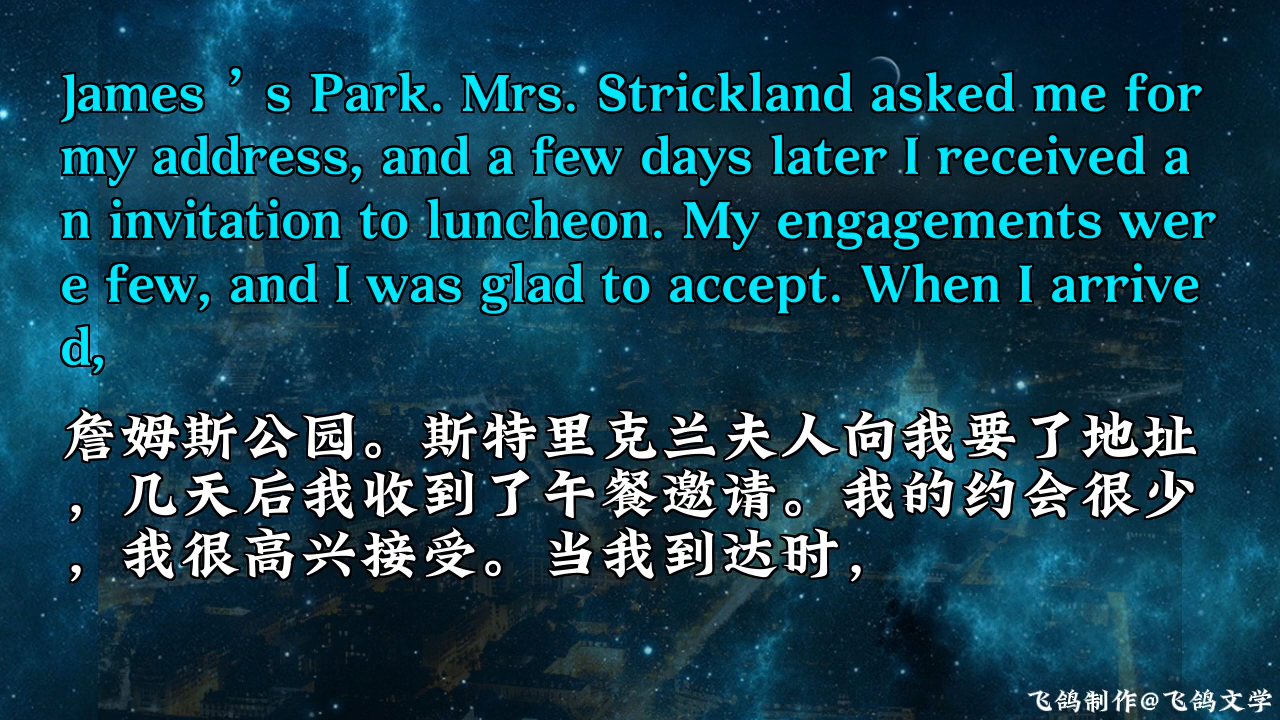 James ’ s Park. Mrs. Strickland asked me for
my address, and a few days later I received a
n invitation to luncheon. My engagements wer
e few, and I was glad to accept. When I arrive
d,
詹姆斯公园。斯特里克兰夫人向我要了地址
，几天后我收到了午餐邀请。我的约会很少
，我很高兴接受。当我到达时，
飞鸽制作@飞鸽文学